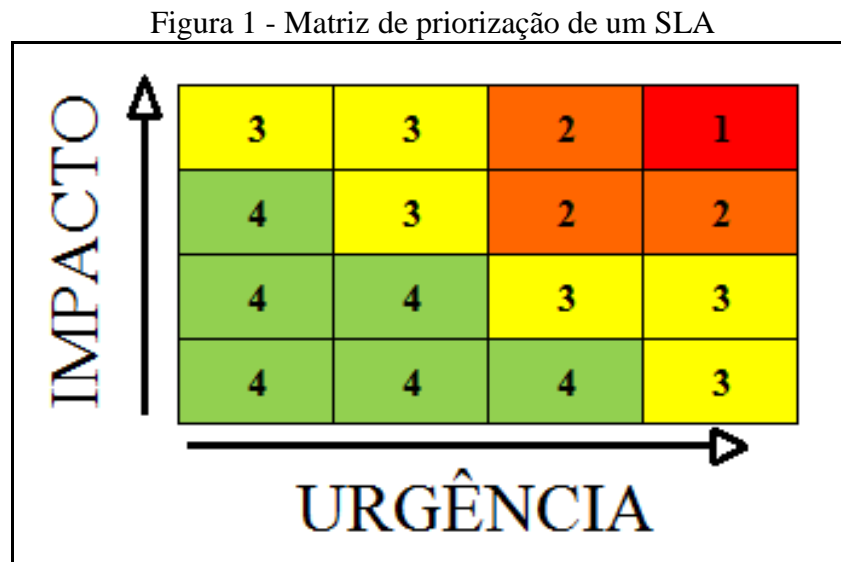 Figura 1 - Matriz de priorização de um SLA
IMPACTO
3 3 2 1
4 3 2 2
4 4 3 3
4 4 4 3
URGÊNCIA